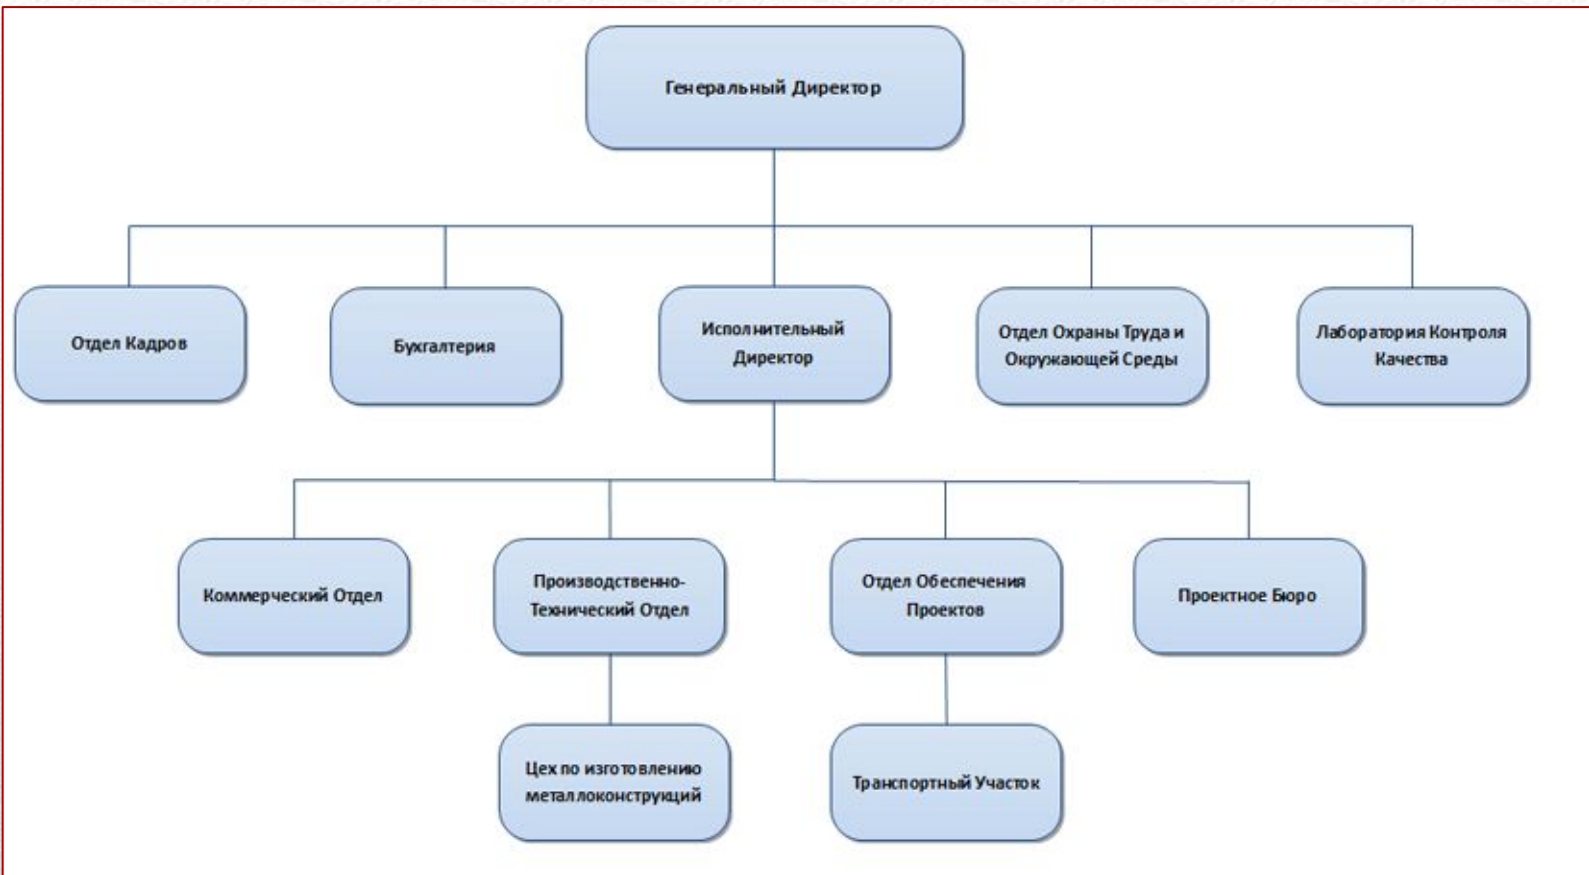 Генеральный Директор
Отдел Кадров
Бухгалтерия
Исполнительный
Директор
Отдел Охраны Труда и
Окружающей Среды
Лаборатория Контроля
Качества
Коммерческий Отдел
Производственно-
Технический Отдел
Отдел Обеспечения
Проектов
Проектное Бюро
Цех по изготовлению
металлоконструкций
Транспортный Участок